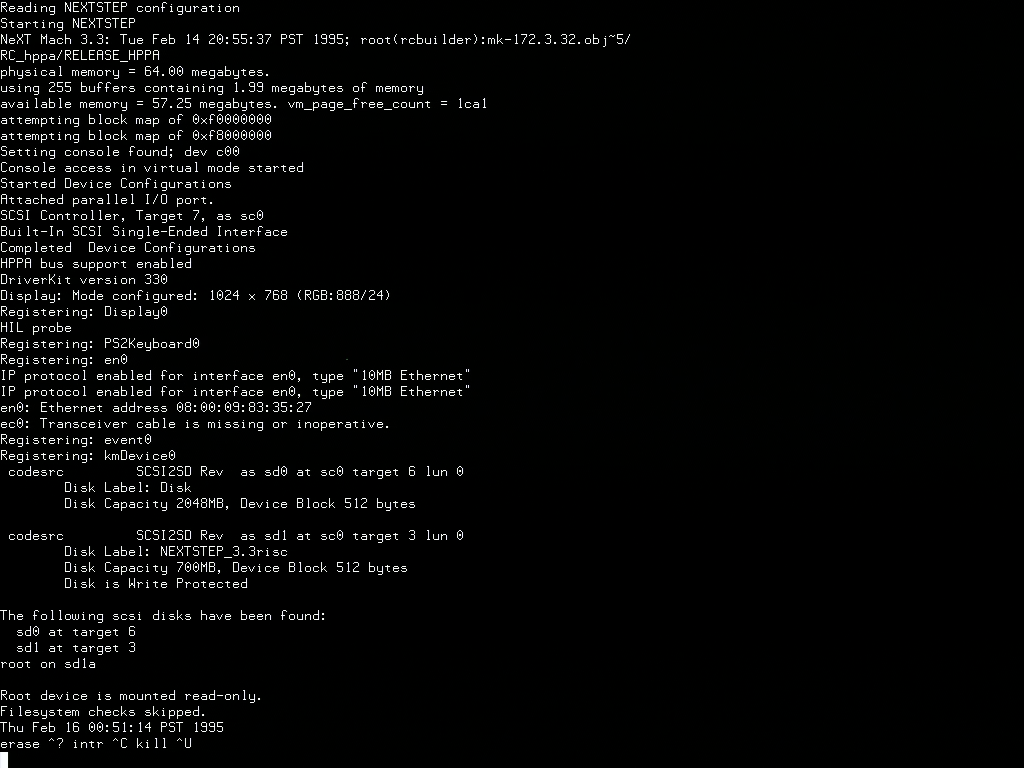 Reading NEXTSTEP configuration
Starting NEXTSTEP
NeXT Mach 3.3: Tue Feb 14 20:55:37 PST 1995; root(rcbuilder):mk-172.3.32.obj~5/
RC_hppa/RELEASE_HPPA
physical memory = 64.00 megabytes.
using 255 buffers containing 1.99 megabytes of memory
available memory = 57.25 megabytes. vm_page_free_count = 1ca1
attempting block map of 0xf0000000
attempting block map of 0xf8000000
Setting console found; dev c00
Console access in virtual mode started
Started Device Configurations
Attached parallel I/O port.
SCSI Controller, Target 7, as sc0
Built-In SCSI Single-Ended Interface
Completed  Device Configurations
HPPA bus support enabled
DriverKit version 330
Display: Mode configured: 1024 x 768 (RGB:888/24)
Registering: Display0
HIL probe
Registering: PS2Keyboard0
Registering: en0
IP protocol enabled for interface en0, type "10MB Ethernet"
IP protocol enabled for interface en0, type "10MB Ethernet"
en0: Ethernet address 08:00:09:83:35:27
ec0: Transceiver cable is missing or inoperative.
Registering: event0
Registering: kmDevice0
codesrc         SCSI2SD Rev  as sd0 at sc0 target 6 lun 0
Disk Label: Disk
Disk Capacity 2048MB, Device Block 512 bytes
codesrc         SCSI2SD Rev  as sd1 at sc0 target 3 lun 0
Disk Label: NEXTSTEP_3.3risc
Disk Capacity 700MB, Device Block 512 bytes
Disk is Write Protected
The following scsi disks have been found:
sd0 at target 6
sd1 at target 3
root on sd1a
Root device is mounted read-only.
Filesystem checks skipped.
Thu Feb 16 00:51:14 PST 1995
erase ^? intr ^C kill ^U